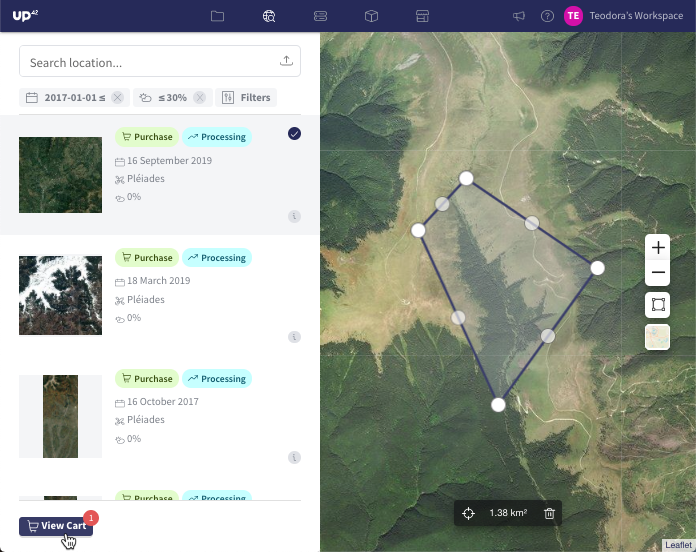 up42
TE Teodora's Workspace
Search location...
2017-01-01 ≤
≤ 30%
Filters
Purchase Processing
16 September 2019
Pléiades
0%
Purchase Processing
18 March 2019
Pléiades
0%
Purchase Processing
16 October 2017
Pléiades
0%
Purchase Processing
View Cart 1
1.38 km²
Leaflet